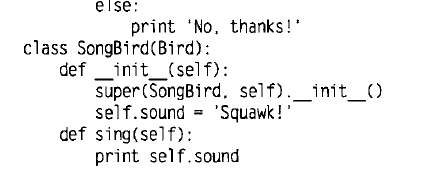 else:
print 'No, thanks!'
class SongBird(Bird):
def __init__(self):
super(SongBird, self).__init__()
self.sound = 'Squawk!'
def sing(self):
print self.sound